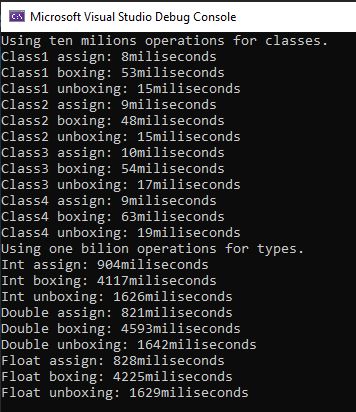 Microsoft Visual Studio Debug Console
Using ten milions operations for classes.
Class1 assign: 8miliseconds
Class1 boxing: 53miliseconds
Class1 unboxing: 15miliseconds
Class2 assign: 9miliseconds
Class2 boxing: 48miliseconds
Class2 unboxing: 15miliseconds
Class3 assign: 10miliseconds
Class3 boxing: 54miliseconds
Class3 unboxing: 17miliseconds
Class4 assign: 9miliseconds
Class4 boxing: 63miliseconds
Class4 unboxing: 19miliseconds
Using one bilion operations for types.
Int assign: 904miliseconds
Int boxing: 4117miliseconds
Int unboxing: 1626miliseconds
Double assign: 821miliseconds
Double boxing: 4593miliseconds
Double unboxing: 1642miliseconds
Float assign: 828miliseconds
Float boxing: 4225miliseconds
Float unboxing: 1629miliseconds